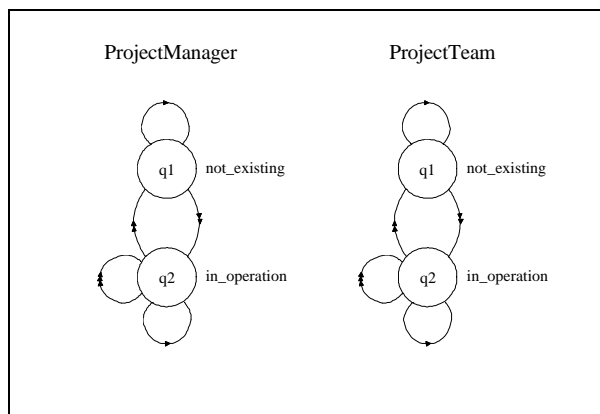 ProjectManager
ProjectTeam
q1
not_existing
q1
not_existing
q2
in_operation
q2
in_operation